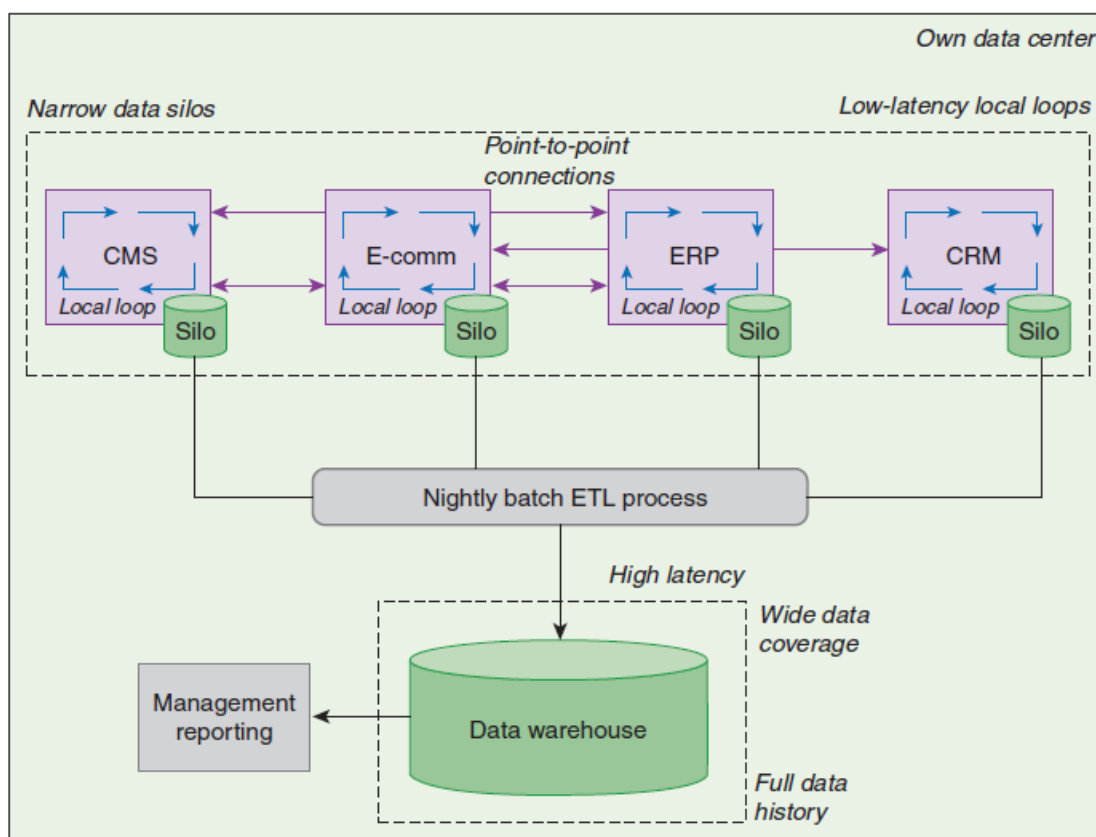 Own data center
Narrow data silos
Low-latency local loops
Point-to-point
connections
CMS
E-comm
ERP
CRM
Local loop
Local loop
Local loop
Local loop
Silo
Silo
Silo
Silo
Nightly batch ETL process
High latency
Wide data
coverage
Management
reporting
Data warehouse
Full data
history